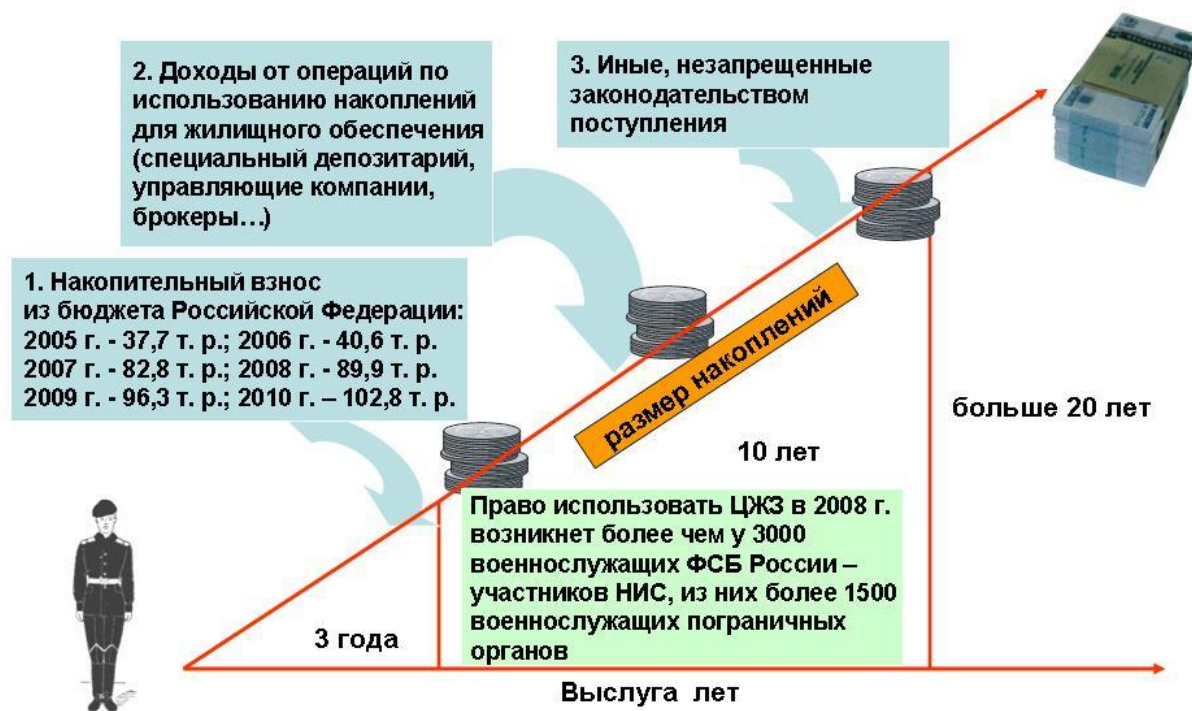 2. Доходы от операций по
использованию накоплений
для жилищного обеспечения
(специальный депозитарий,
управляющие компании,
брокеры…)
3. Иные, незапрещенные
законодательством
поступления
1. Накопительный взнос
из бюджета Российской Федерации:
2005 г. - 37,7 т. р.; 2006 г. - 40,6 т. р.
2007 г. - 82,8 т. р.; 2008 г. - 89,9 т. р.
2009 г. - 96,3 т. р.; 2010 г. – 102,8 т. р.
размер накоплений
больше 20 лет
10 лет
Право использовать ЦЖЗ в 2008 г.
возникнет более чем у 3000
военнослужащих ФСБ России –
участников НИС, из них более 1500
военнослужащих пограничных
органов
3 года
Выслуга лет